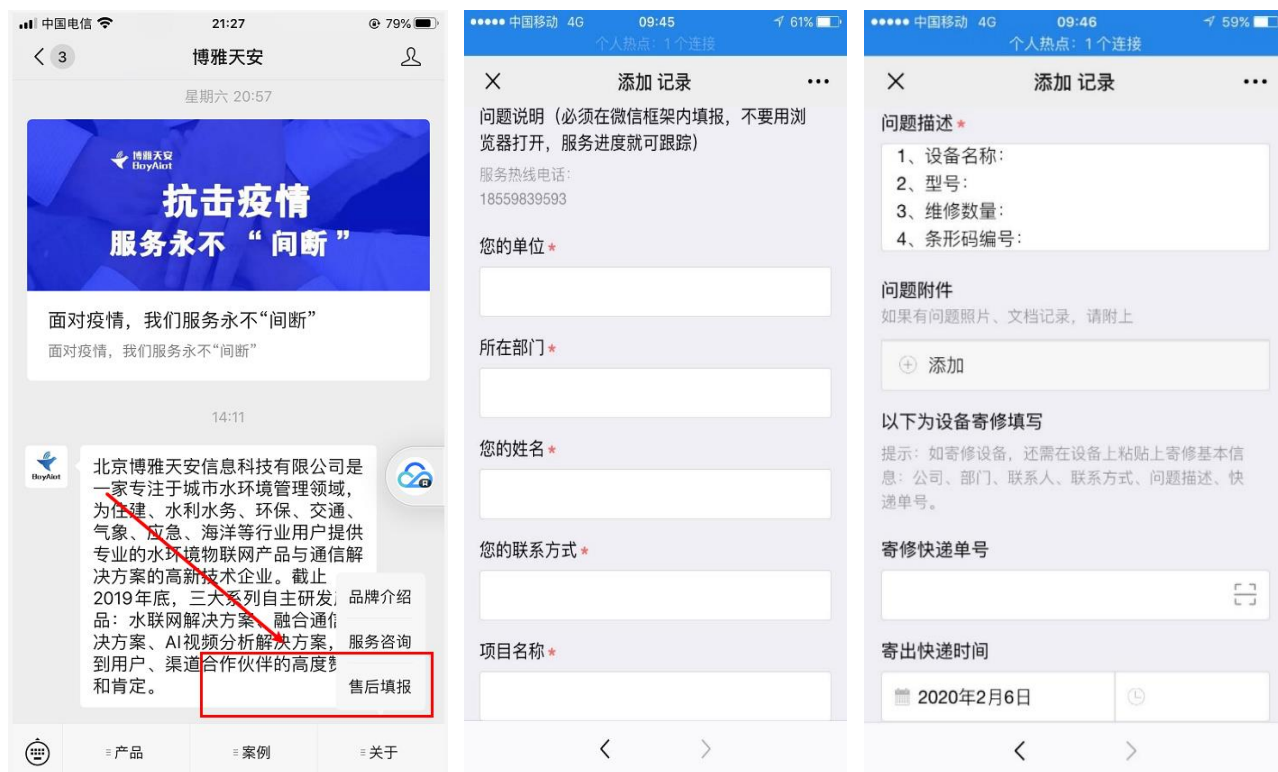 中国电信
21:27
79%
3
博雅天安
星期六 20:57
博雅天安
BoyAiot
抗击疫情
服务永不“间断”
面对疫情，我们服务永不“间断”
面对疫情，我们服务永不“间断”
14:11
BoyAiot
北京博雅天安信息科技有限公司是
一家专注于城市水环境管理领域，
为住建、水利水务、环保、交通、
气象、应急、海洋等行业用户提供
专业的水环境物联网产品与通信解
决方案的高新技术企业。截止
2019年底，三大系列自主研发
品：水联网解决方案、融合通信
决方案、AI视频分析解决方案，
到用户、渠道合作伙伴的高度赞
和肯定。
品牌介绍
服务咨询
售后填报
产品
案例
关于
中国移动 4G
09:45
61%
个人热点：1个连接
添加 记录
问题说明（必须在微信框架内填报，不要用浏
览器打开，服务进度就可跟踪）
服务热线电话：
18559839593
您的单位*
所在部门*
您的姓名*
您的联系方式*
项目名称*
中国移动 4G
09:46
59%
个人热点：1个连接
添加 记录
问题描述*
1、设备名称：
2、型号：
3、维修数量：
4、条形码编号：
问题附件
如果有问题照片、文档记录，请附上
添加
以下为设备寄修填写
提示：如寄修设备，还需在设备上粘贴上寄修基本信
息：公司、部门、联系人、联系方式、问题描述、快
递单号。
寄修快递单号
寄出快递时间
2020年2月6日